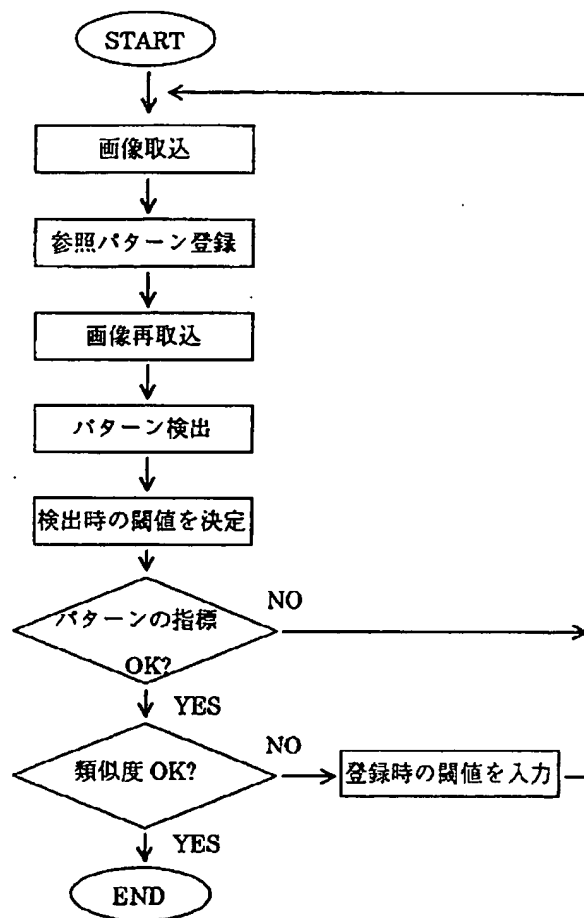 START
画像取込
参照パターン登録
画像再取込
パターン検出
検出時の閾値を決定
パターンの指標
OK?
NO
YES
類似度 OK?
NO
登録時の閾値を入力
YES
END